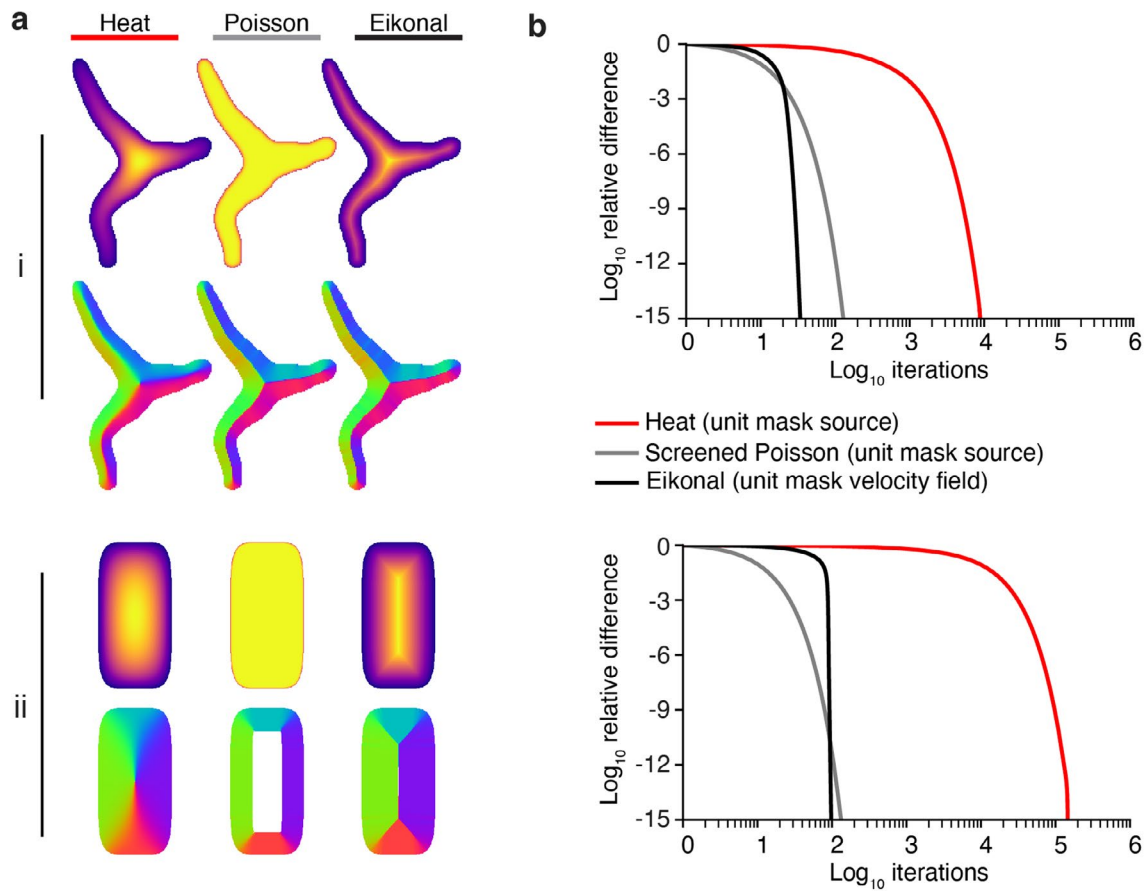 a
Heat Poisson Eikonal
i
ii
b
Log10 relative difference
0
-3
-6
-9
-12
-15
0 1 2 3 4 5 6
Log10 iterations
Heat (unit mask source)
Screened Poisson (unit mask source)
Eikonal (unit mask velocity field)
Log10 relative difference
0
-3
-6
-9
-12
-15
0 1 2 3 4 5 6
Log10 iterations